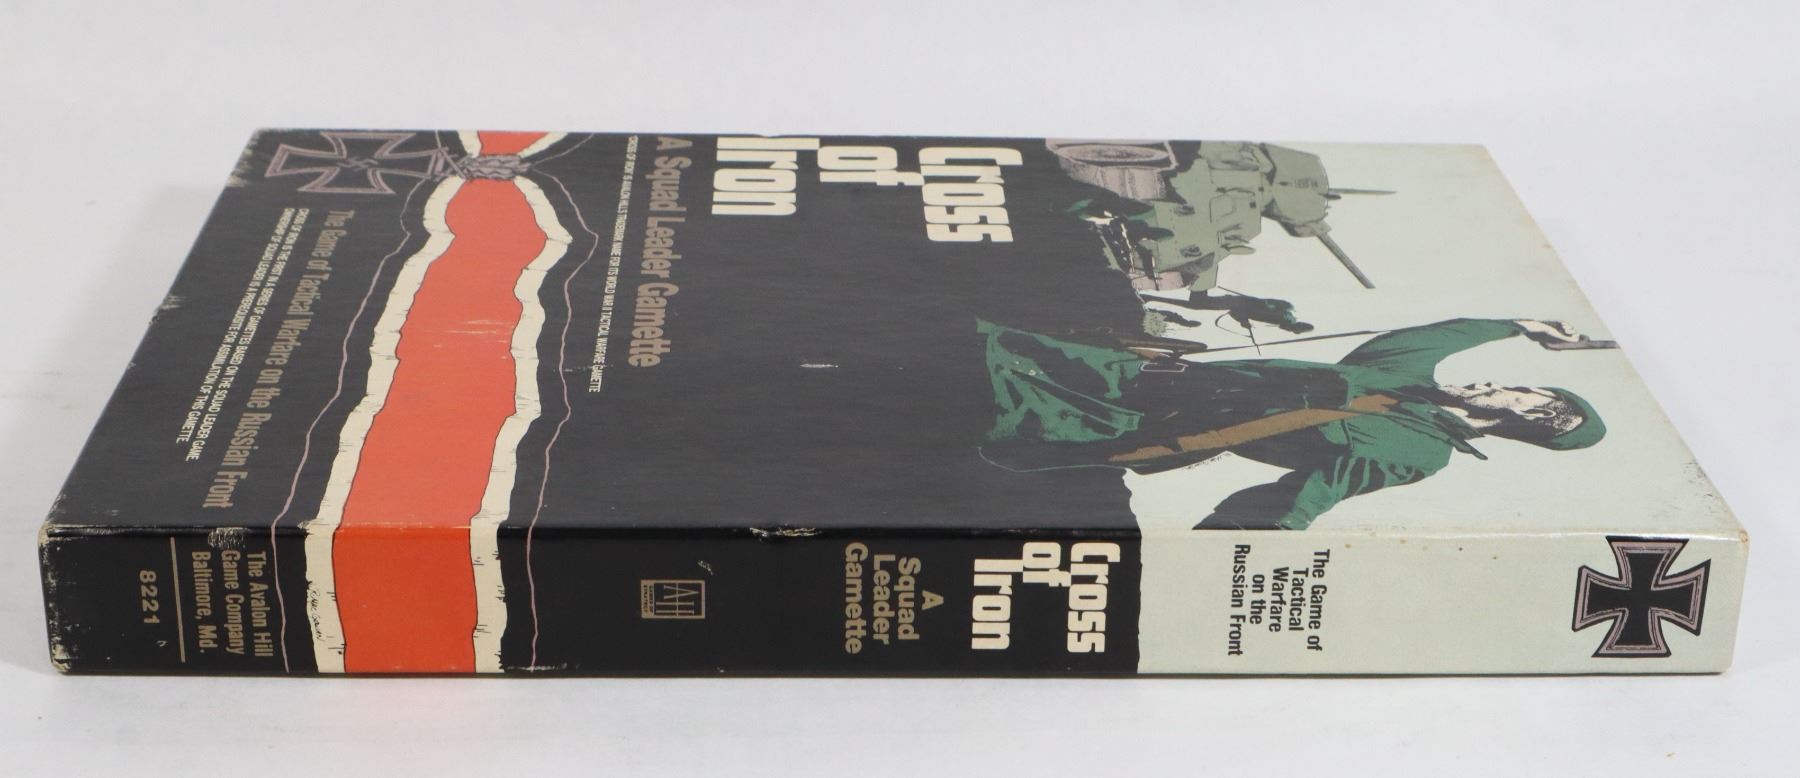 Cross
of
Iron
A Squad Leader Gamette
CROSS OF IRON IS AVALON HILL'S TRADEMARK NAME FOR ITS WORLD WAR II TACTICAL WARFARE GAMETTE
The Game of Tactical Warfare on the Russian Front
CROSS OF IRON IS THE FIRST IN A SERIES OF GAMETTES BASED ON THE SQUAD LEADER GAME
OWNERSHIP OF SQUAD LEADER IS A PREREQUISITE FOR ASSIMILATION OF THIS GAMETTE.
The Game of
Tactical
Warfare
on the
Russian Front
Cross
of
Iron
A
Squad
Leader
Gamette
AH
The Avalon Hill
Game Company
Baltimore, Md.
8221